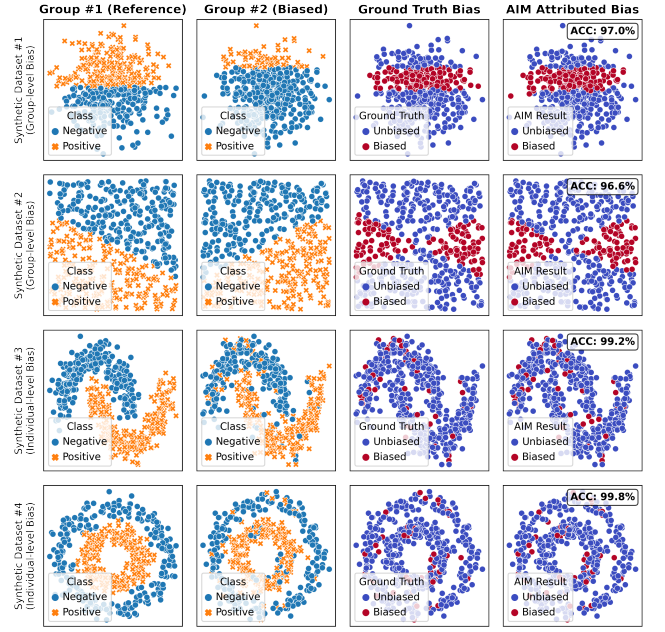 Group #1 (Reference)
Group #2 (Biased)
Ground Truth Bias
AIM Attributed Bias
Synthetic Dataset #1
(Group-level Bias)
Class
Negative
Positive
Class
Negative
Positive
Ground Truth
Unbiased
Biased
ACC: 97.0%
AIM Result
Unbiased
Biased
Synthetic Dataset #2
(Group-level Bias)
Class
Negative
Positive
Class
Negative
Positive
Ground Truth
Unbiased
Biased
ACC: 96.6%
AIM Result
Unbiased
Biased
Synthetic Dataset #3
(Individual-level Bias)
Class
Negative
Positive
Class
Negative
Positive
Ground Truth
Unbiased
Biased
ACC: 99.2%
AIM Result
Unbiased
Biased
Synthetic Dataset #4
(Individual-level Bias)
Class
Negative
Positive
Class
Negative
Positive
Ground Truth
Unbiased
Biased
ACC: 99.8%
AIM Result
Unbiased
Biased